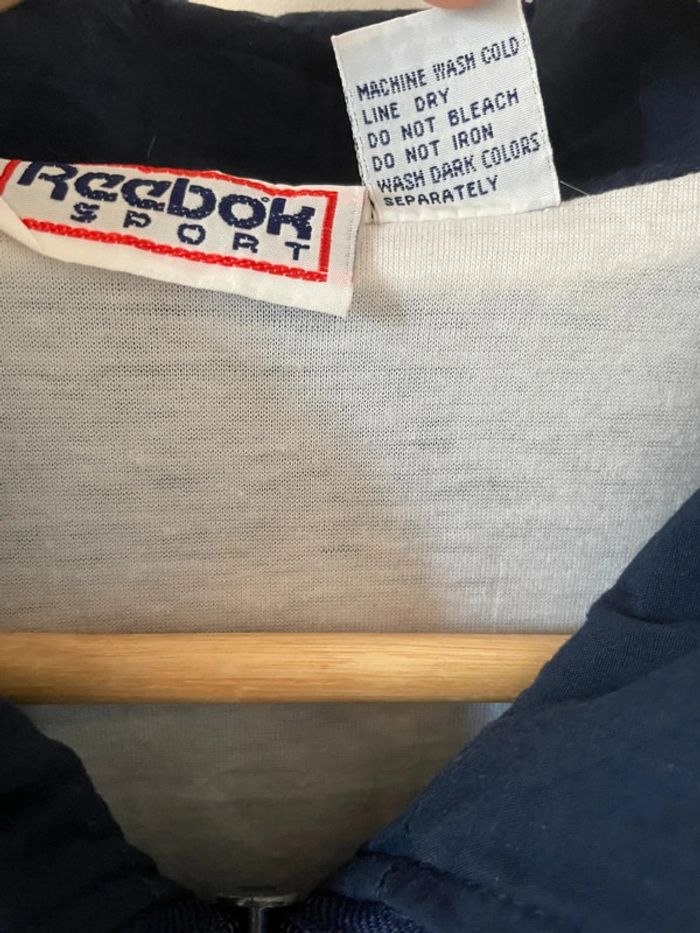 Reebok
SPORT
MACHINE WASH COLD
LINE DRY
DO NOT BLEACH
DO NOT IRON
WASH DARK COLORS
SEPARATELY